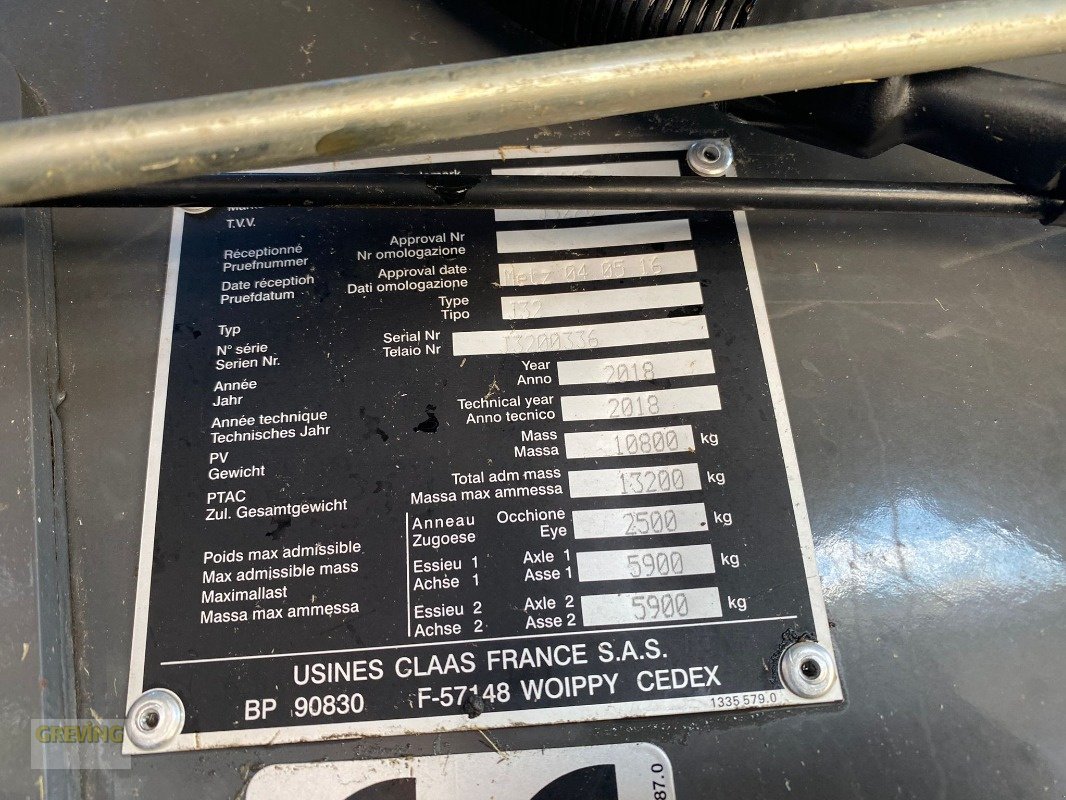 T.V.V.
Réceptionné Approval Nr
Pruefnummer Nr omologazione
Date réception Approval date Metz 04 05 16
Pruefdatum Dati omologazione
Typ Type J32
Tipo
N° série Serial Nr J3200336
Serien Nr. Telaio Nr
Année Year 2018
Jahr Anno
Année technique Technical year 2018
Technisches Jahr Anno tecnico
PV Mass 10800 kg
Gewicht Massa
PTAC Total adm mass 13200 kg
Zul. Gesamtgewicht Massa max ammessa
Anneau Occhione 2500 kg
Zugoese Eye
Poids max admissible
Max admissible mass
Maximallast
Massa max ammessa
Essieu 1 Axle 1 5900 kg
Achse 1 Asse 1
Essieu 2 Axle 2 5900 kg
Achse 2 Asse 2
USINES CLAAS FRANCE S.A.S.
BP 90830 F-57148 WOIPPY CEDEX
1335 579.0
GREVING
87.0